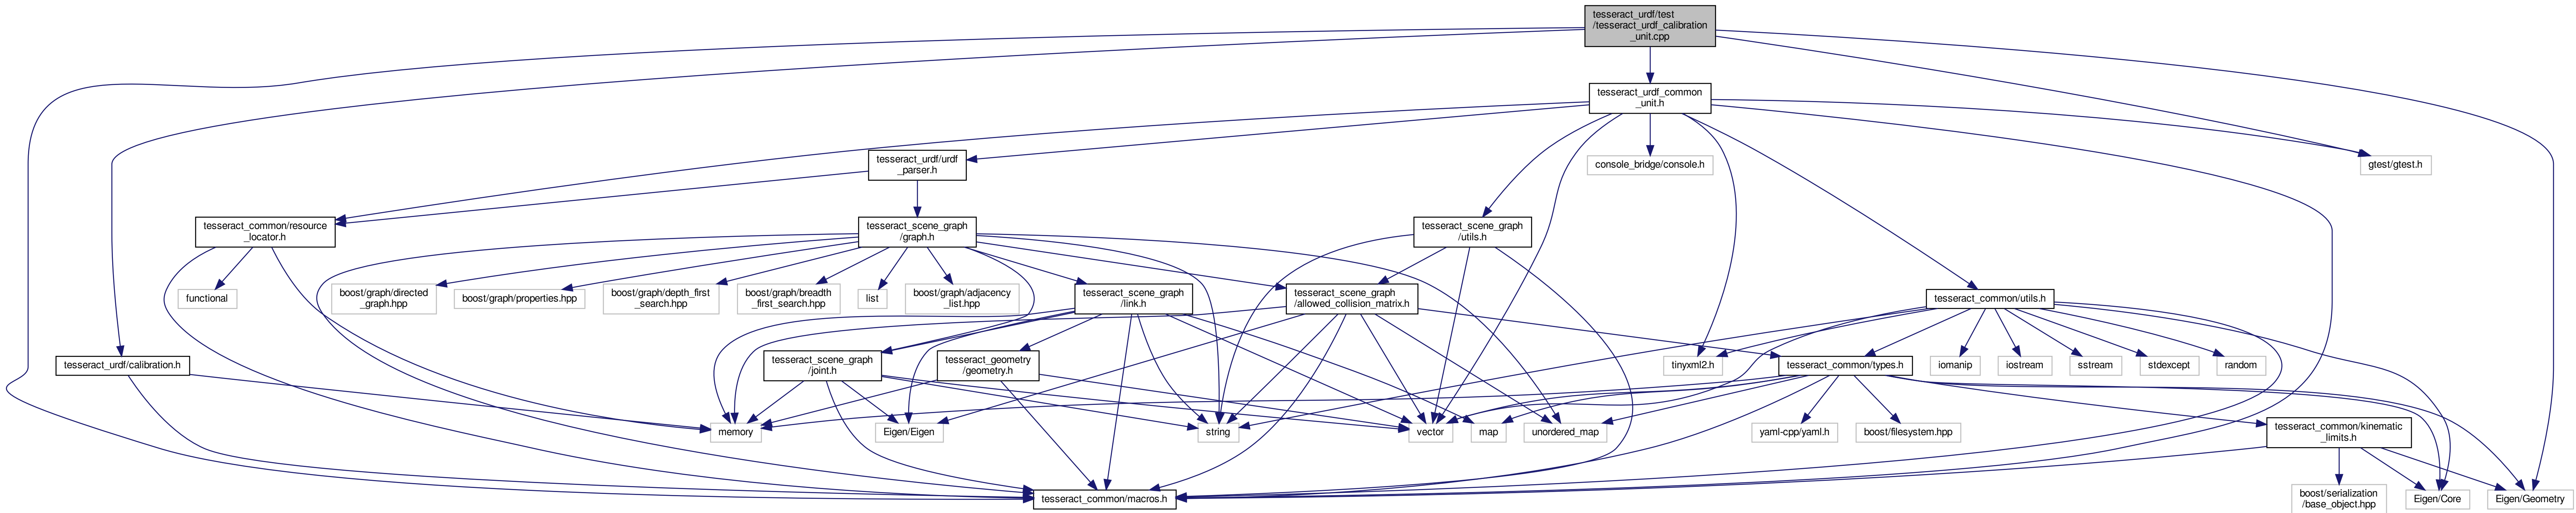 tesseract_urdf/test
/tesseract_urdf_calibration
_unit.cpp
tesseract_urdf_common
_unit.h
tesseract_urdf/urdf
_parser.h
console_bridge/console.h
gtest/gtest.h
tesseract_common/resource
_locator.h
tesseract_scene_graph
/graph.h
tesseract_scene_graph
/utils.h
functional
boost/graph/directed
_graph.hpp
boost/graph/properties.hpp
boost/graph/depth_first
_search.hpp
boost/graph/breadth
_first_search.hpp
list
boost/graph/adjacency
_list.hpp
tesseract_scene_graph
/link.h
tesseract_scene_graph
/allowed_collision_matrix.h
tesseract_common/utils.h
tesseract_urdf/calibration.h
tesseract_scene_graph
/joint.h
tesseract_geometry
/geometry.h
tinyxml2.h
tesseract_common/types.h
iomanip
iostream
sstream
stdexcept
random
memory
Eigen/Eigen
string
vector
map
unordered_map
yaml-cpp/yaml.h
boost/filesystem.hpp
tesseract_common/kinematic
_limits.h
tesseract_common/macros.h
boost/serialization
/base_object.hpp
Eigen/Core
Eigen/Geometry